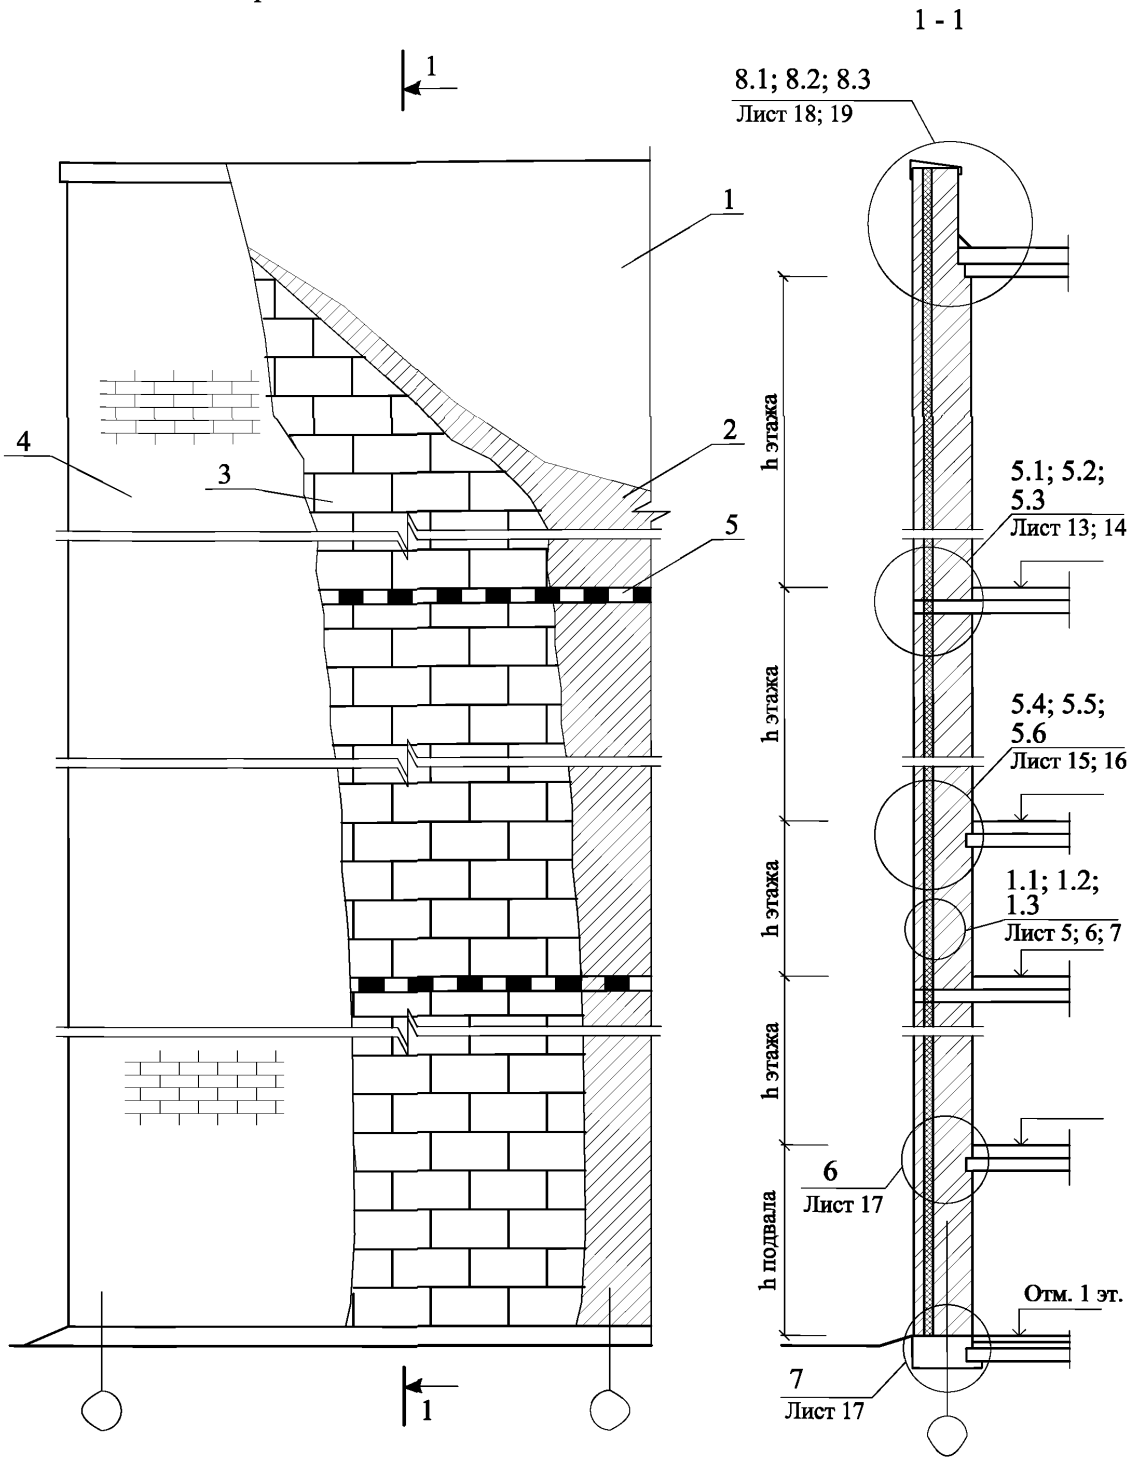 1 - 1
1
8.1; 8.2; 8.3
Лист 18; 19
1
4
3
2
5
h этажа
5.1; 5.2;
5.3
Лист 13; 14
h этажа
5.4; 5.5;
5.6
Лист 15; 16
h этажа
1.1; 1.2;
1.3
Лист 5; 6; 7
h этажа
6
Лист 17
h подвала
Отм. 1 эт.
7
Лист 17
1